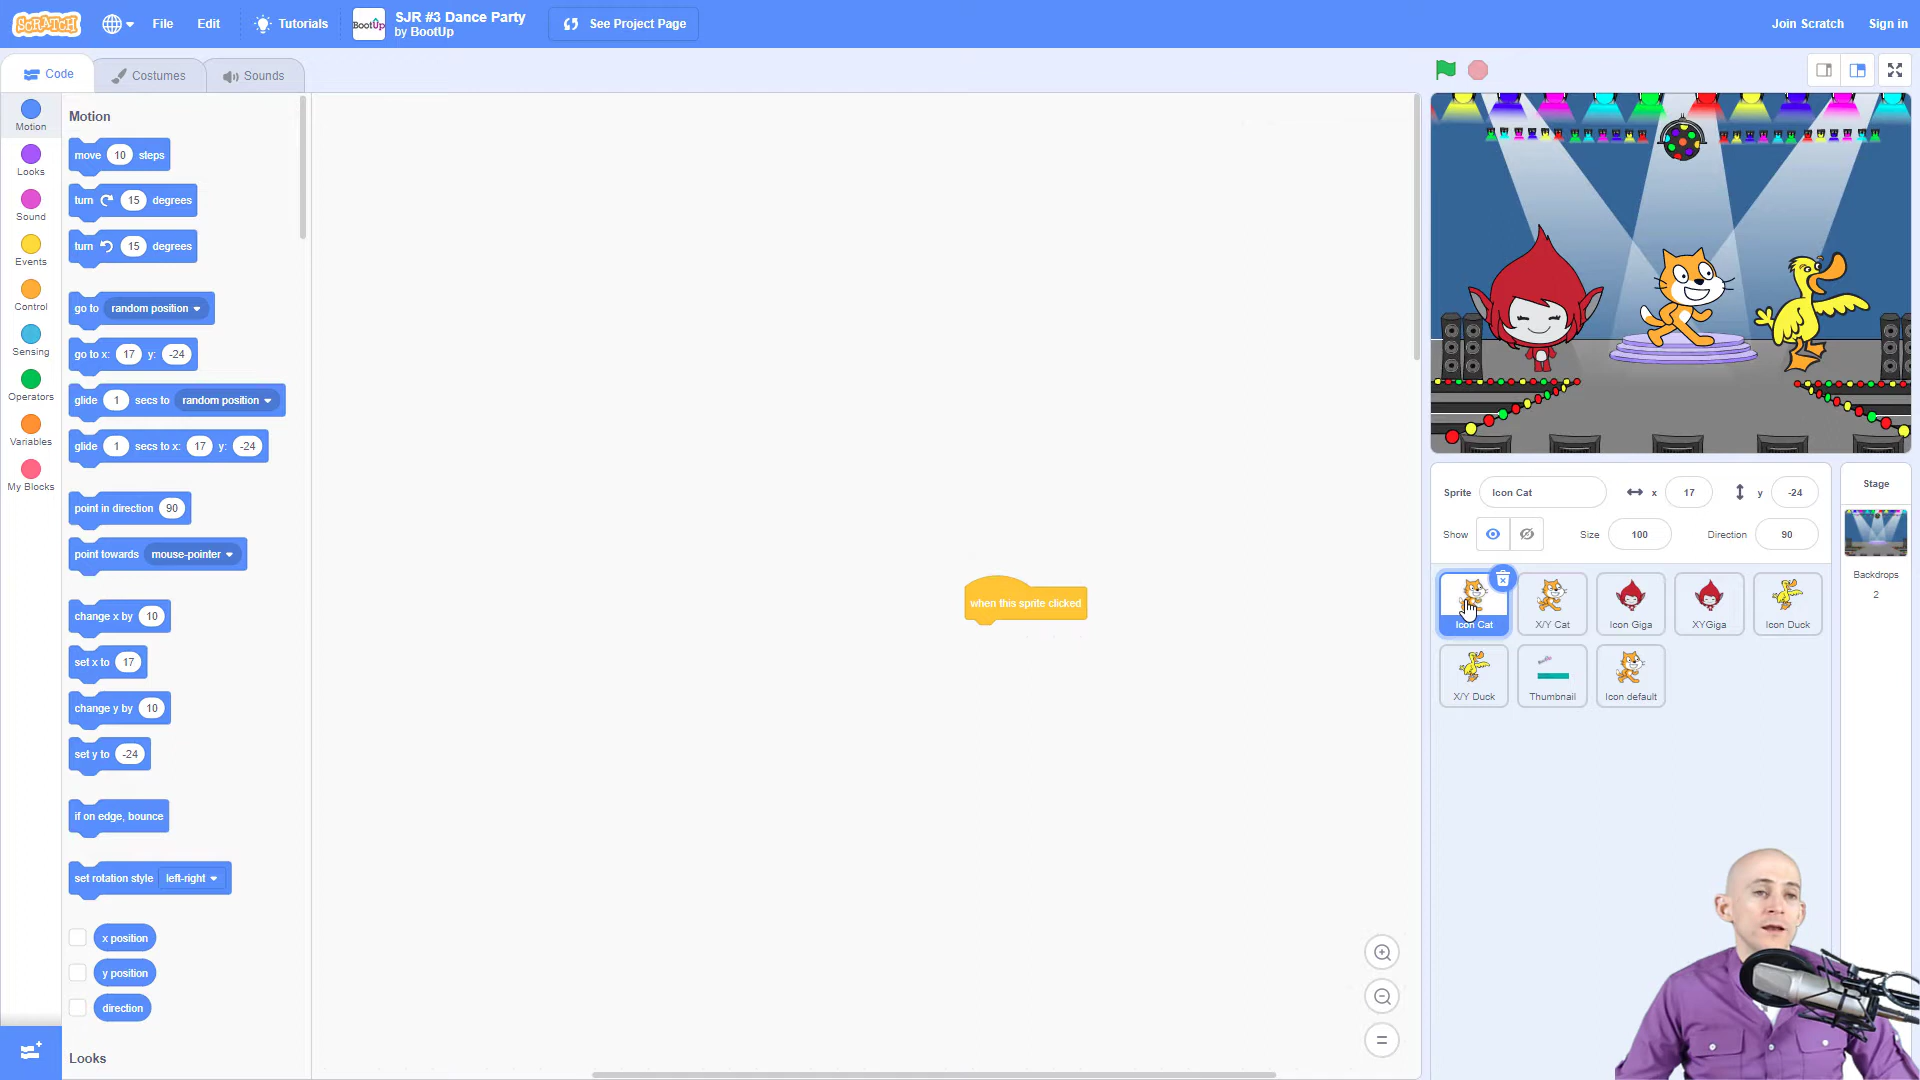 SCRATCH
File
Edit
Tutorials
BootUp
SJR #3 Dance Party
by BootUp
See Project Page
Join Scratch
Sign in
Code
Costumes
Sounds
Motion
Looks
Sound
Events
Control
Sensing
Operators
Variables
My Blocks
Motion
move 10 steps
turn 15 degrees
turn 15 degrees
go to random position
go to x: 17 y: -24
glide 1 secs to random position
glide 1 secs to x: 17 y: -24
point in direction 90
point towards mouse-pointer
change x by 10
set x to 17
change y by 10
set y to -24
if on edge, bounce
set rotation style left-right
x position
y position
direction
Looks
when this sprite clicked
Sprite Icon Cat x 17 y -24
Show Size 100 Direction 90
Icon Cat X/Y Cat Icon Giga XYGiga Icon Duck
X/Y Duck Thumbnail Icon default
Stage
Backdrops
2